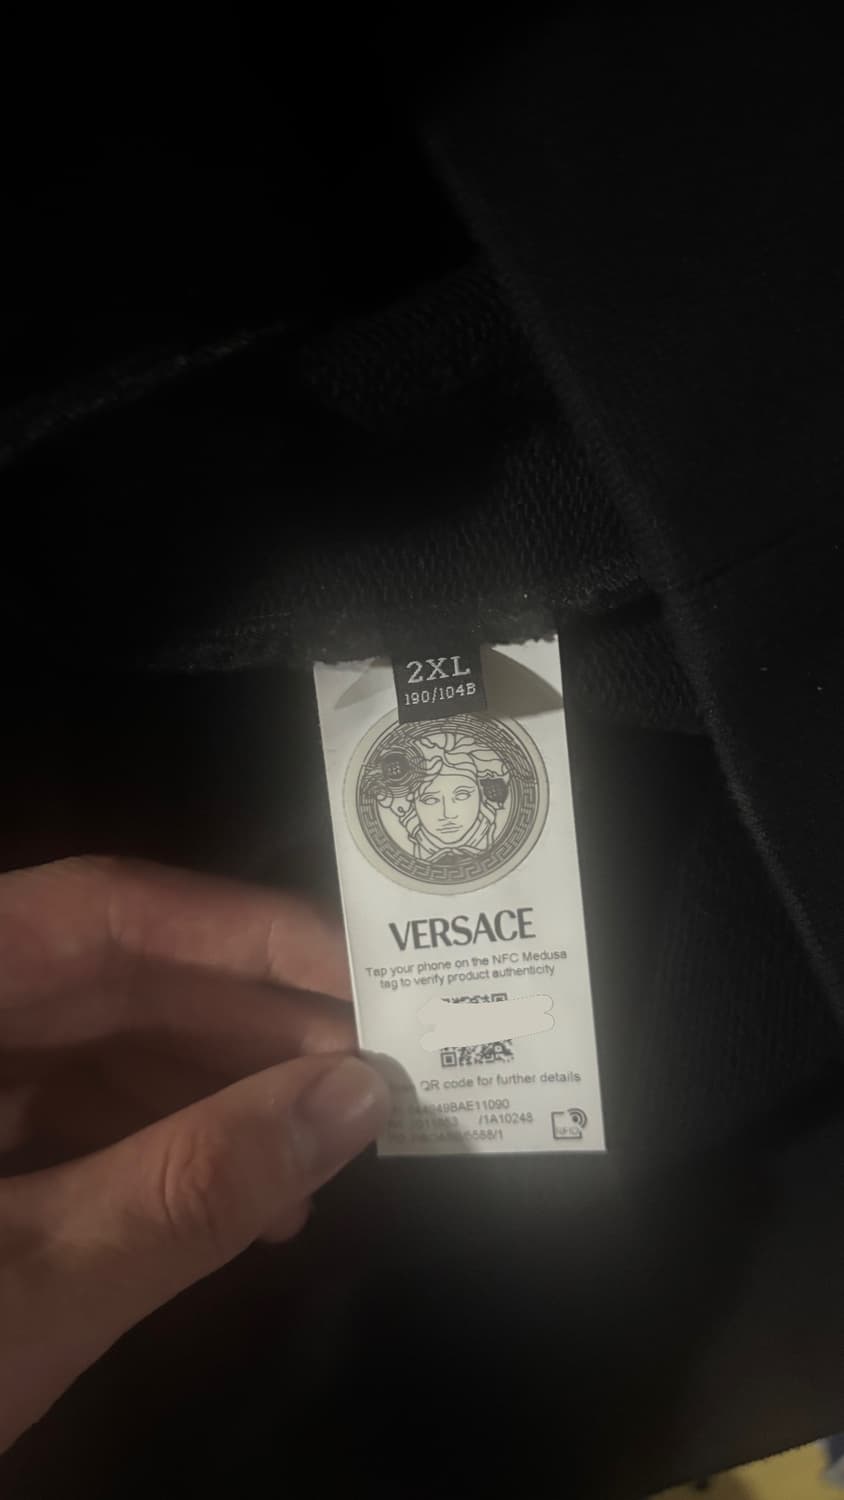 2XL
190/104B
VERSACE
Tap your phone on the NFC Medusa
tag to verify product authenticity
QR code for further details
/1A10248